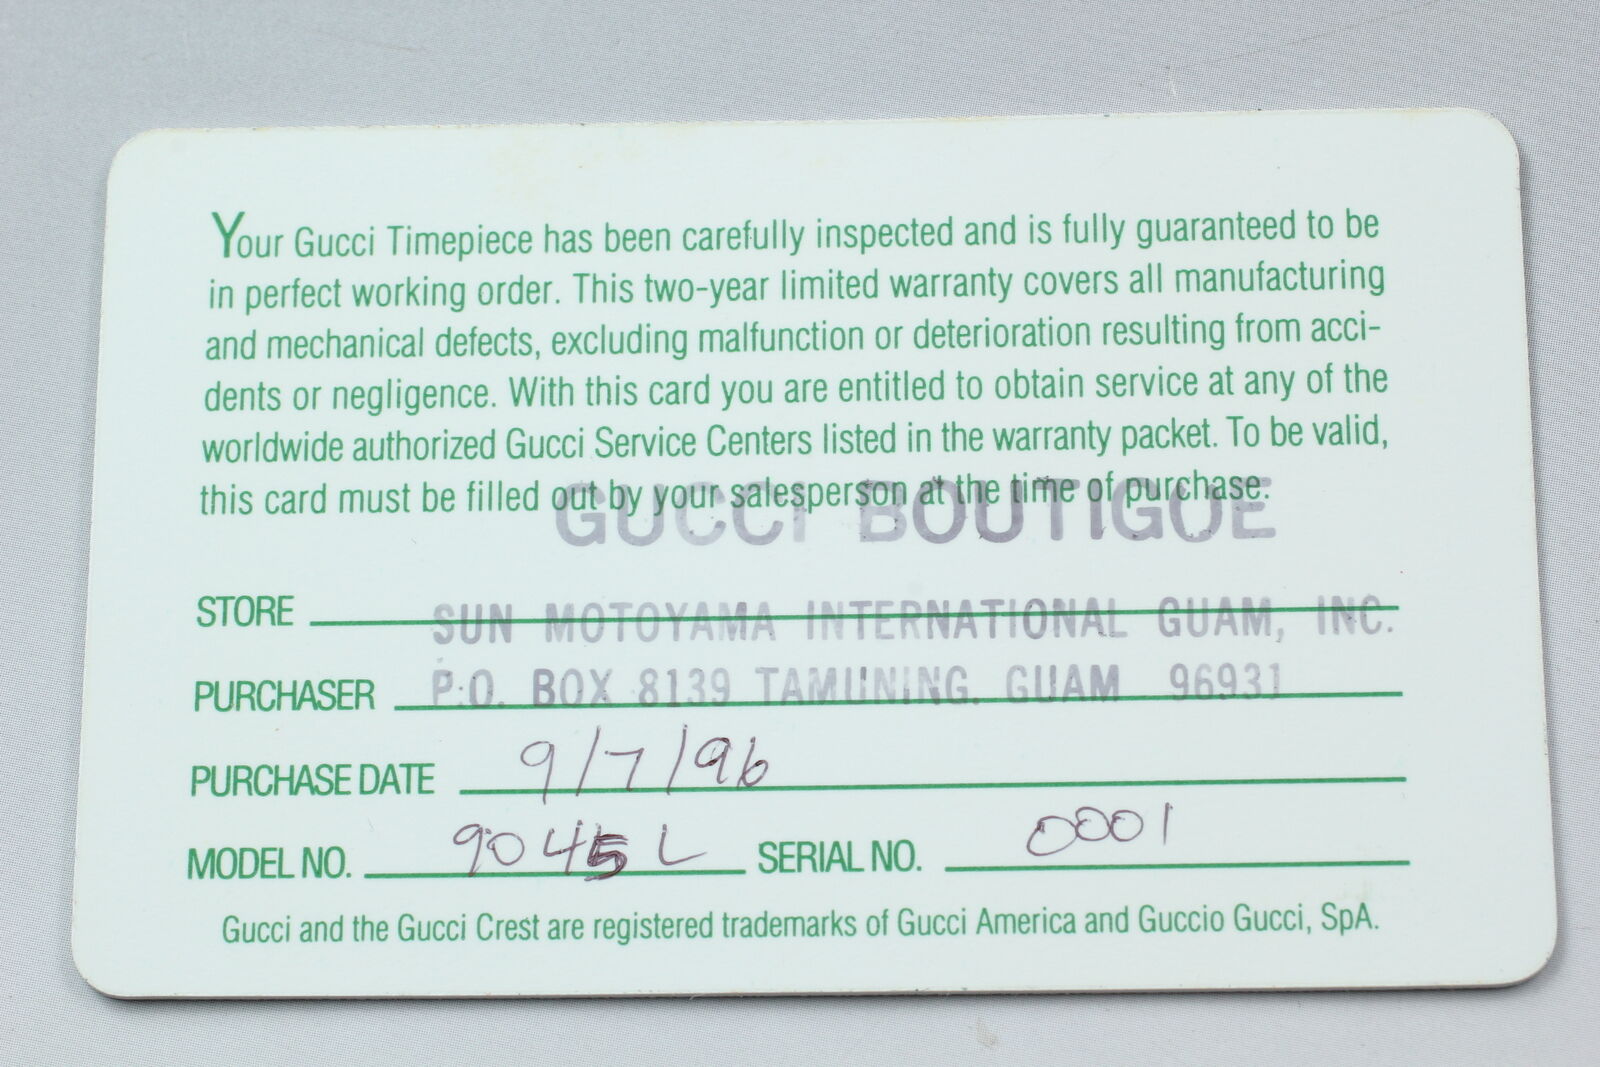 Your Gucci Timepiece has been carefully inspected and is fully guaranteed to be
in perfect working order. This two-year limited warranty covers all manufacturing
and mechanical defects, excluding malfunction or deterioration resulting from acci-
dents or negligence. With this card you are entitled to obtain service at any of the
worldwide authorized Gucci Service Centers listed in the warranty packet. To be valid,
this card must be filled out by your salesperson at the time of purchase.
GUCCI BOUTIQUE
STORE SUN MOTOYAMA INTERNATIONAL GUAM, INC.
PURCHASER P.O. BOX 8139 TAMUNING. GUAM 96931
PURCHASE DATE 9/7/96
MODEL NO. 9045L SERIAL NO. 0001
Gucci and the Gucci Crest are registered trademarks of Gucci America and Guccio Gucci, SpA.